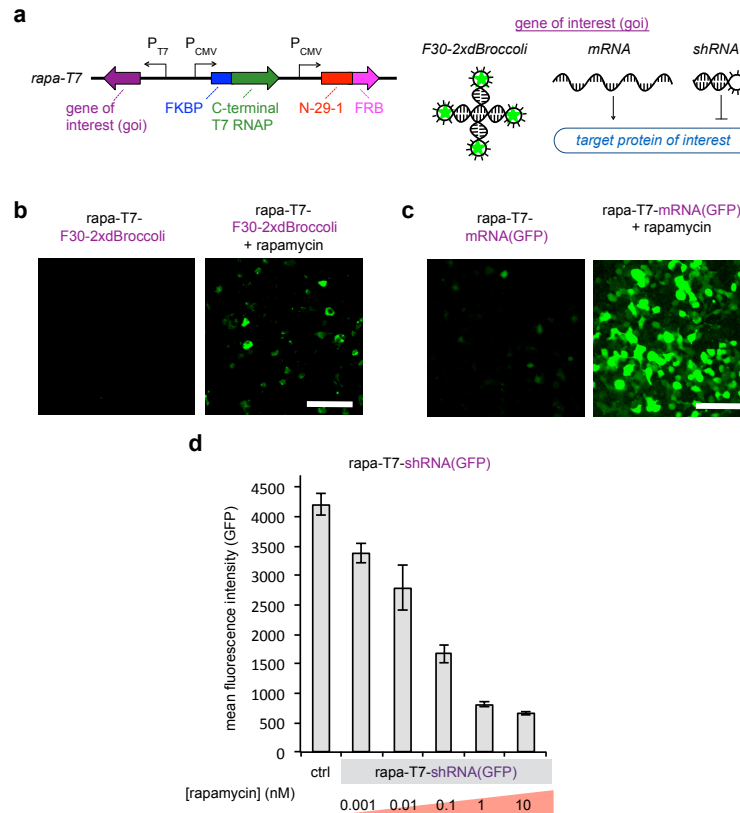 a
gene of interest (goi)
P_T7 P_CMV P_CMV
F30-2xdBroccoli mRNA shRNA
rapa-T7
gene of
interest (goi)
FKBP
C-terminal
T7 RNAP
N-29-1
FRB
target protein of interest
b
rapa-T7-
F30-2xdBroccoli
rapa-T7-
F30-2xdBroccoli
+ rapamycin
c
rapa-T7-
mRNA(GFP)
rapa-T7-mRNA(GFP)
+ rapamycin
d
rapa-T7-shRNA(GFP)
mean fluorescence intensity (GFP)
4500
4000
3500
3000
2500
2000
1500
1000
500
0
ctrl
rapa-T7-shRNA(GFP)
[rapamycin] (nM)
0.001 0.01 0.1 1 10